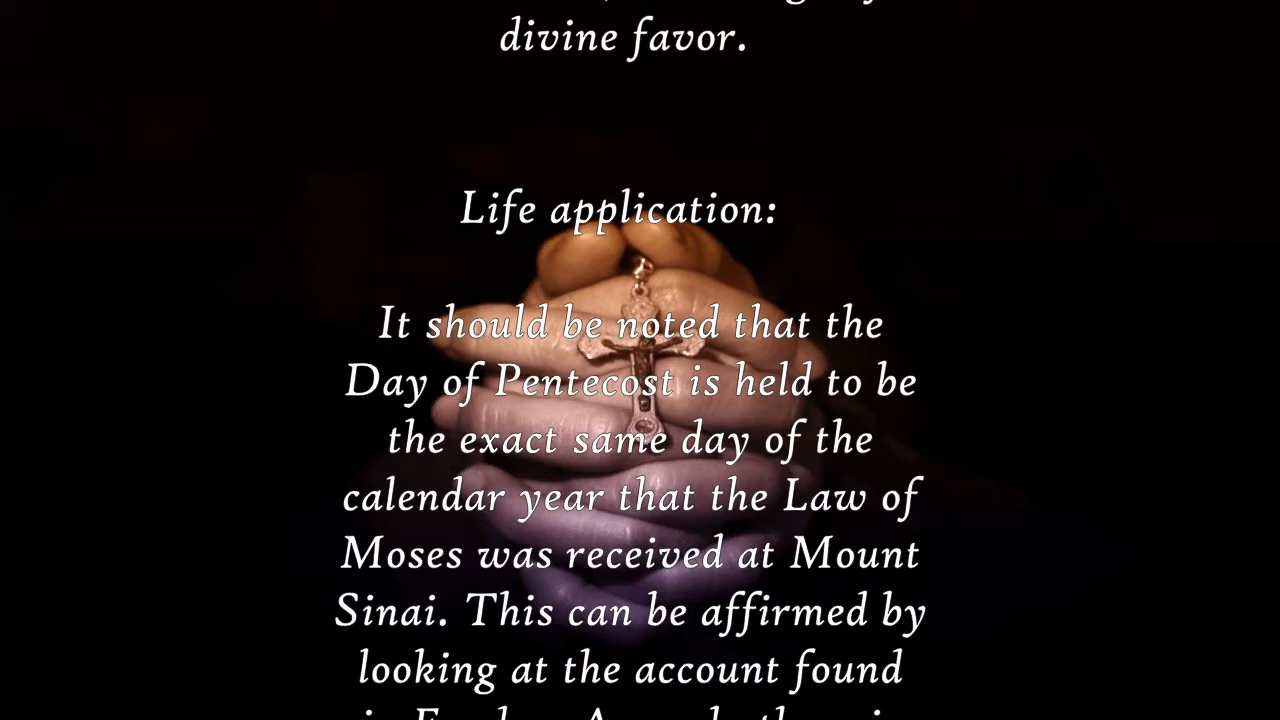 divine favor.
Life application:
It should be noted that the
Day of Pentecost is held to be
the exact same day of the
calendar year that the Law of
Moses was received at Mount
Sinai. This can be affirmed by
looking at the account found